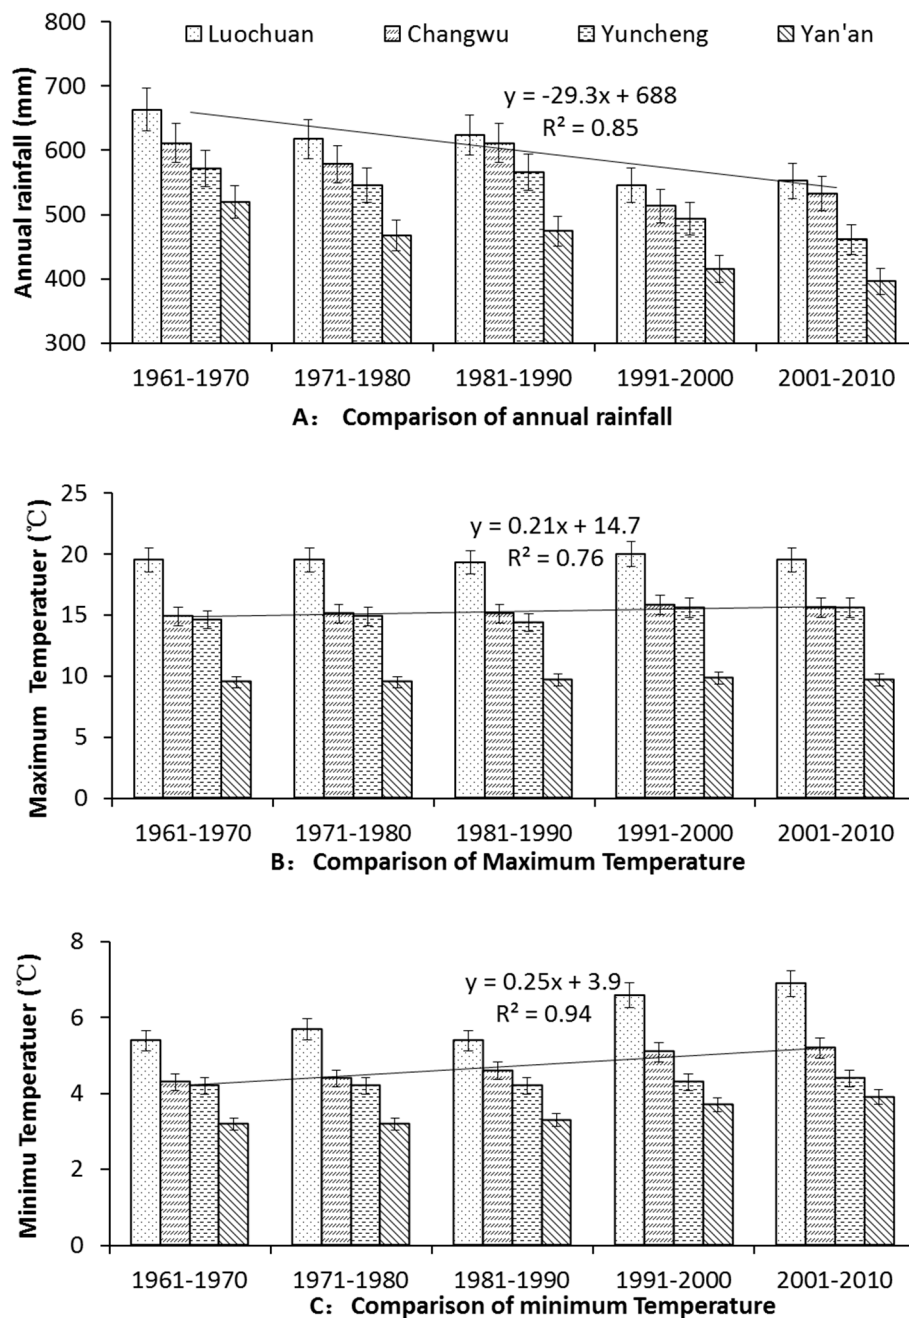 800
Luochuan Changwu Yuncheng Yan'an
700
y = -29.3x + 688
R² = 0.85
600
500
400
300
Annual rainfall (mm)
1961-1970 1971-1980 1981-1990 1991-2000 2001-2010
A： Comparison of annual rainfall
25
y = 0.21x + 14.7
R² = 0.76
20
15
10
5
0
Maximum Temperatuer (℃)
1961-1970 1971-1980 1981-1990 1991-2000 2001-2010
B： Comparison of Maximum Temperature
8
y = 0.25x + 3.9
R² = 0.94
6
4
2
0
Minimu Temperatuer (℃)
1961-1970 1971-1980 1981-1990 1991-2000 2001-2010
C： Comparison of minimum Temperature